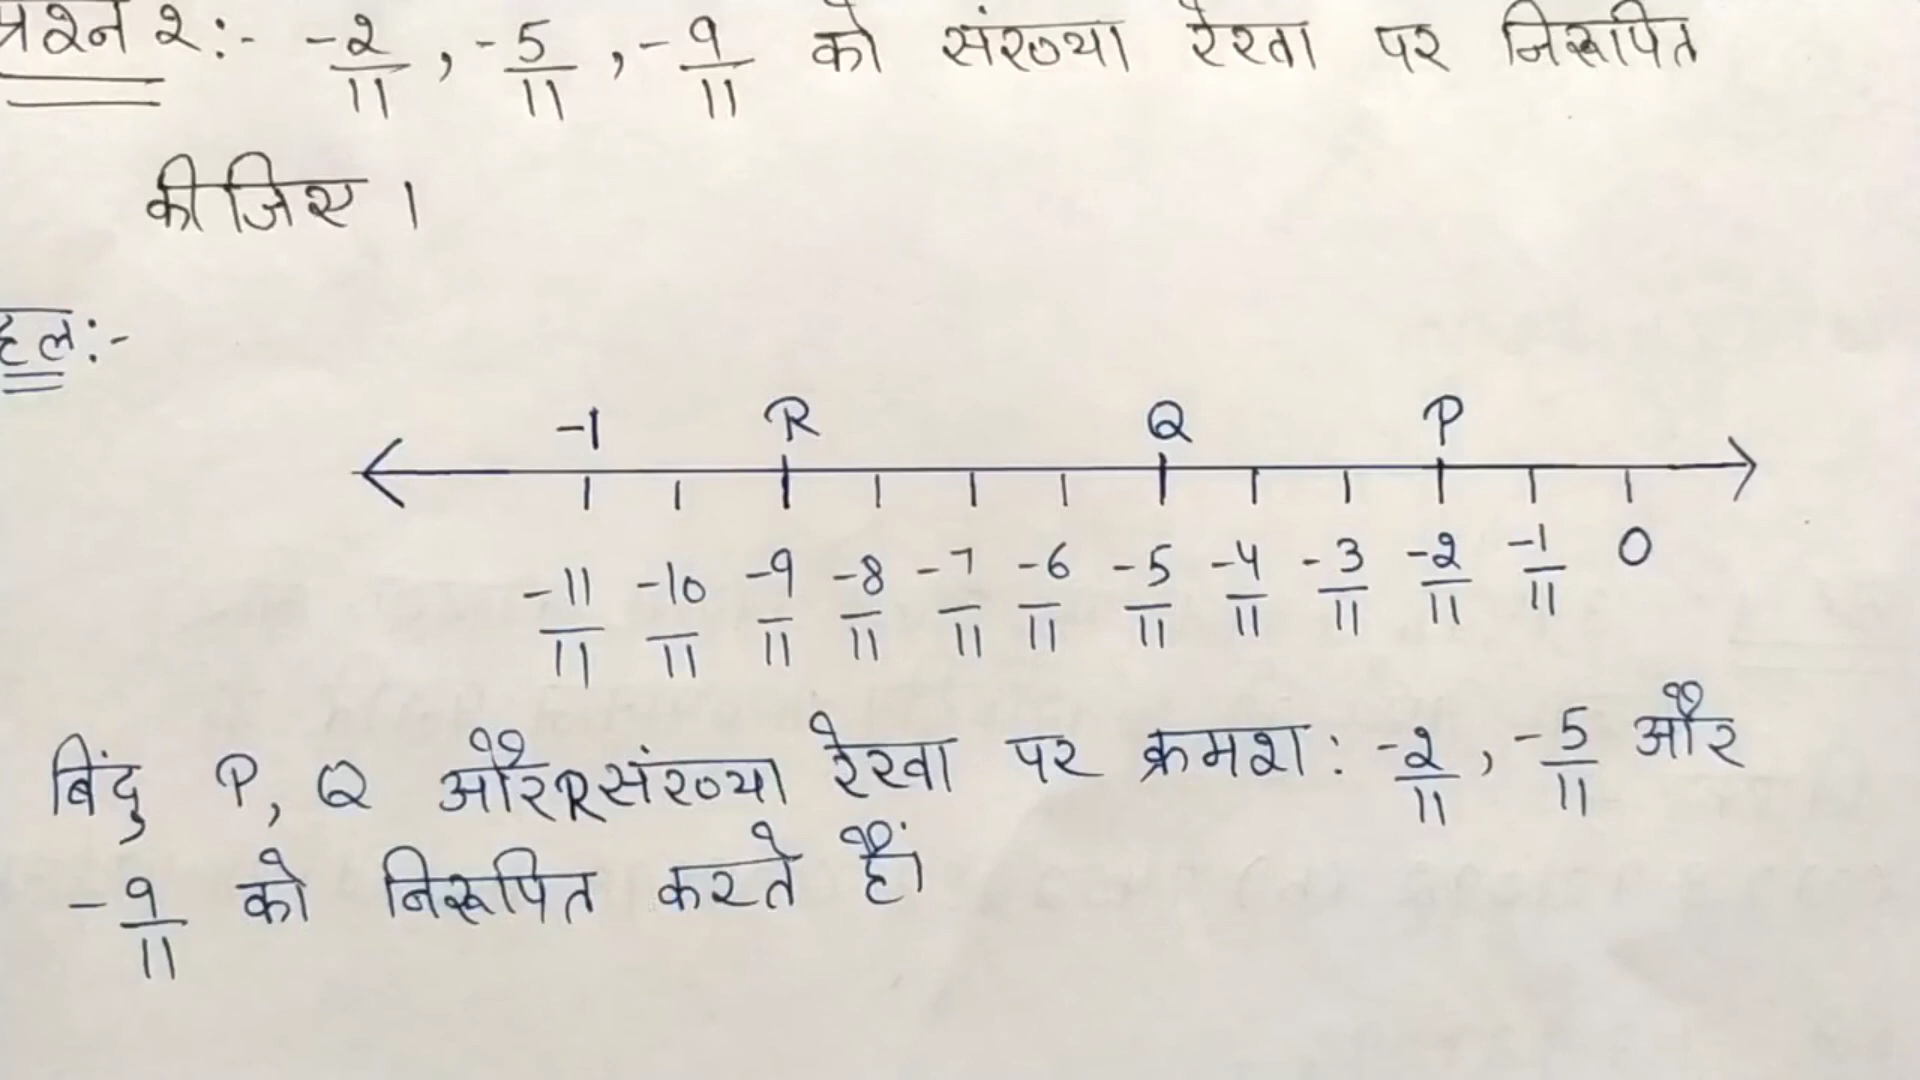 प्रश्न २:- -2/11, -5/11, -9/11 को संख्या रेखा पर निरूपित
कीजिए।
हल:-
-1 R Q P
-11/11 -10/11 -9/11 -8/11 -7/11 -6/11 -5/11 -4/11 -3/11 -2/11 -1/11 0
बिंदु P, Q और R संख्या रेखा पर क्रमश: -2/11, -5/11 और
-9/11 को निरूपित करते हैं।